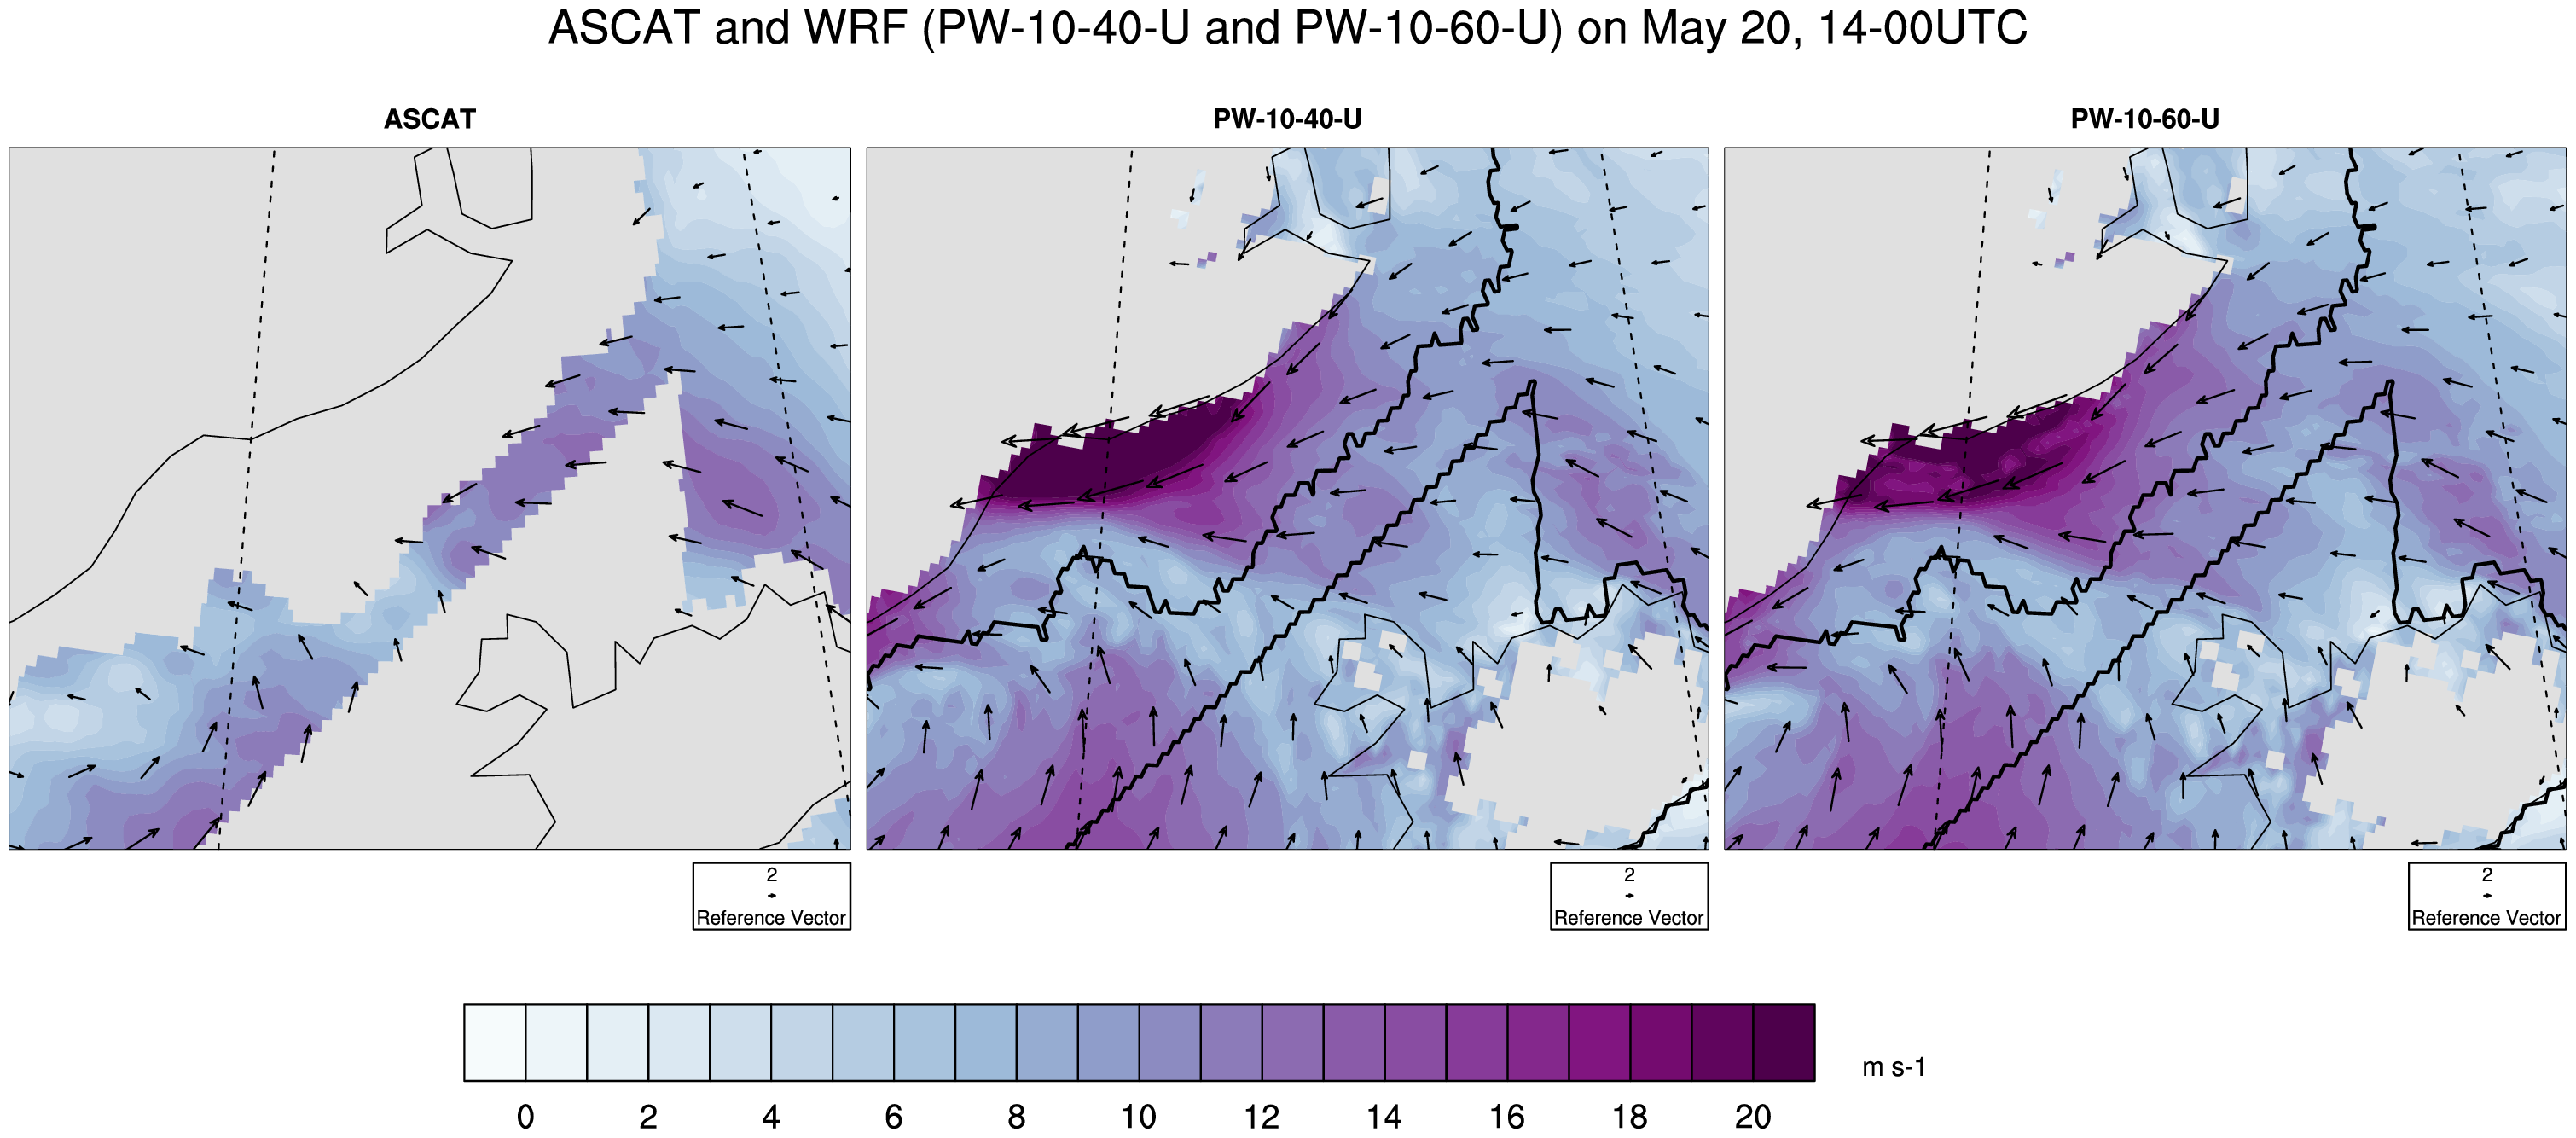 ASCAT and WRF (PW-10-40-U and PW-10-60-U) on May 20, 14-00UTC
ASCAT
PW-10-40-U
PW-10-60-U
2
Reference Vector
2
Reference Vector
2
Reference Vector
m s-1
0 2 4 6 8 10 12 14 16 18 20